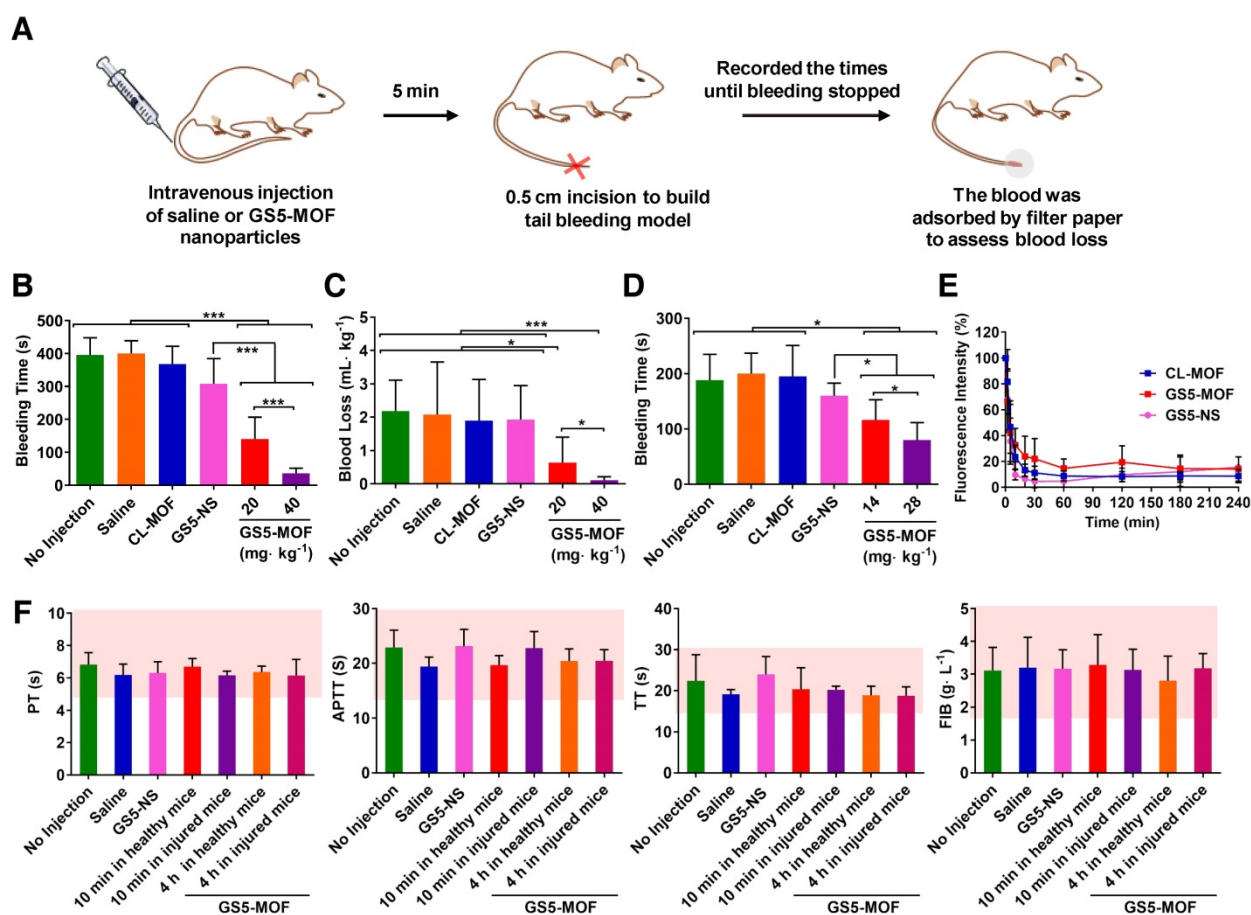 A
5 min
Recorded the times
until bleeding stopped
Intravenous injection
of saline or GS5-MOF
nanoparticles
0.5 cm incision to build
tail bleeding model
The blood was
adsorbed by filter paper
to assess blood loss
B
Bleeding Time (s)
500
400
300
200
100
0
***
***
***
No Injection
Saline
CL-MOF
GS5-NS
20
40
GS5-MOF
(mg· kg⁻¹)
C
Blood Loss (mL· kg⁻¹)
5
4
3
2
1
0
***
*
*
No Injection
Saline
CL-MOF
GS5-NS
20
40
GS5-MOF
(mg· kg⁻¹)
D
Bleeding Time (s)
300
200
100
0
*
*
*
No Injection
Saline
CL-MOF
GS5-NS
14
28
GS5-MOF
(mg· kg⁻¹)
E
Fluorescence Intensity (%)
120
100
80
60
40
20
0
CL-MOF
GS5-MOF
GS5-NS
0 30 60 90 120 150 180 210 240
Time (min)
F
PT (s)
10
8
6
4
2
0
No Injection
Saline
GS5-NS
10 min in healthy mice
10 min in injured mice
4 h in healthy mice
4 h in injured mice
GS5-MOF
APTT (S)
30
20
10
0
No Injection
Saline
GS5-NS
10 min in healthy mice
10 min in injured mice
4 h in healthy mice
4 h in injured mice
GS5-MOF
TT (s)
40
30
20
10
0
No Injection
Saline
GS5-NS
10 min in healthy mice
10 min in injured mice
4 h in healthy mice
4 h in injured mice
GS5-MOF
FIB (g· L⁻¹)
5
4
3
2
1
0
No Injection
Saline
GS5-NS
10 min in healthy mice
10 min in injured mice
4 h in healthy mice
4 h in injured mice
GS5-MOF